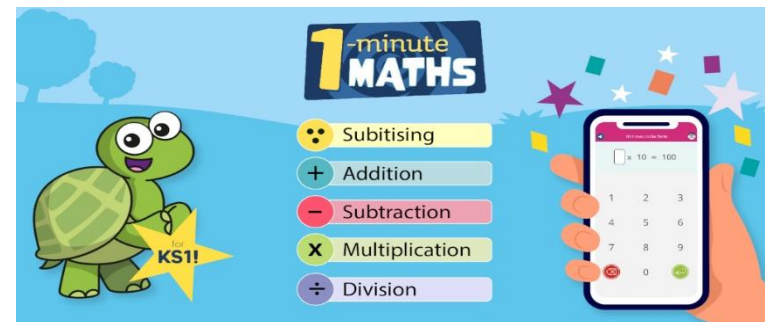 1-minute
MATHS
Subitising
+ Addition
− Subtraction
x Multiplication
÷ Division
for
KS1!
x 10 = 100
1 2 3
4 5 6
7 8 9
0